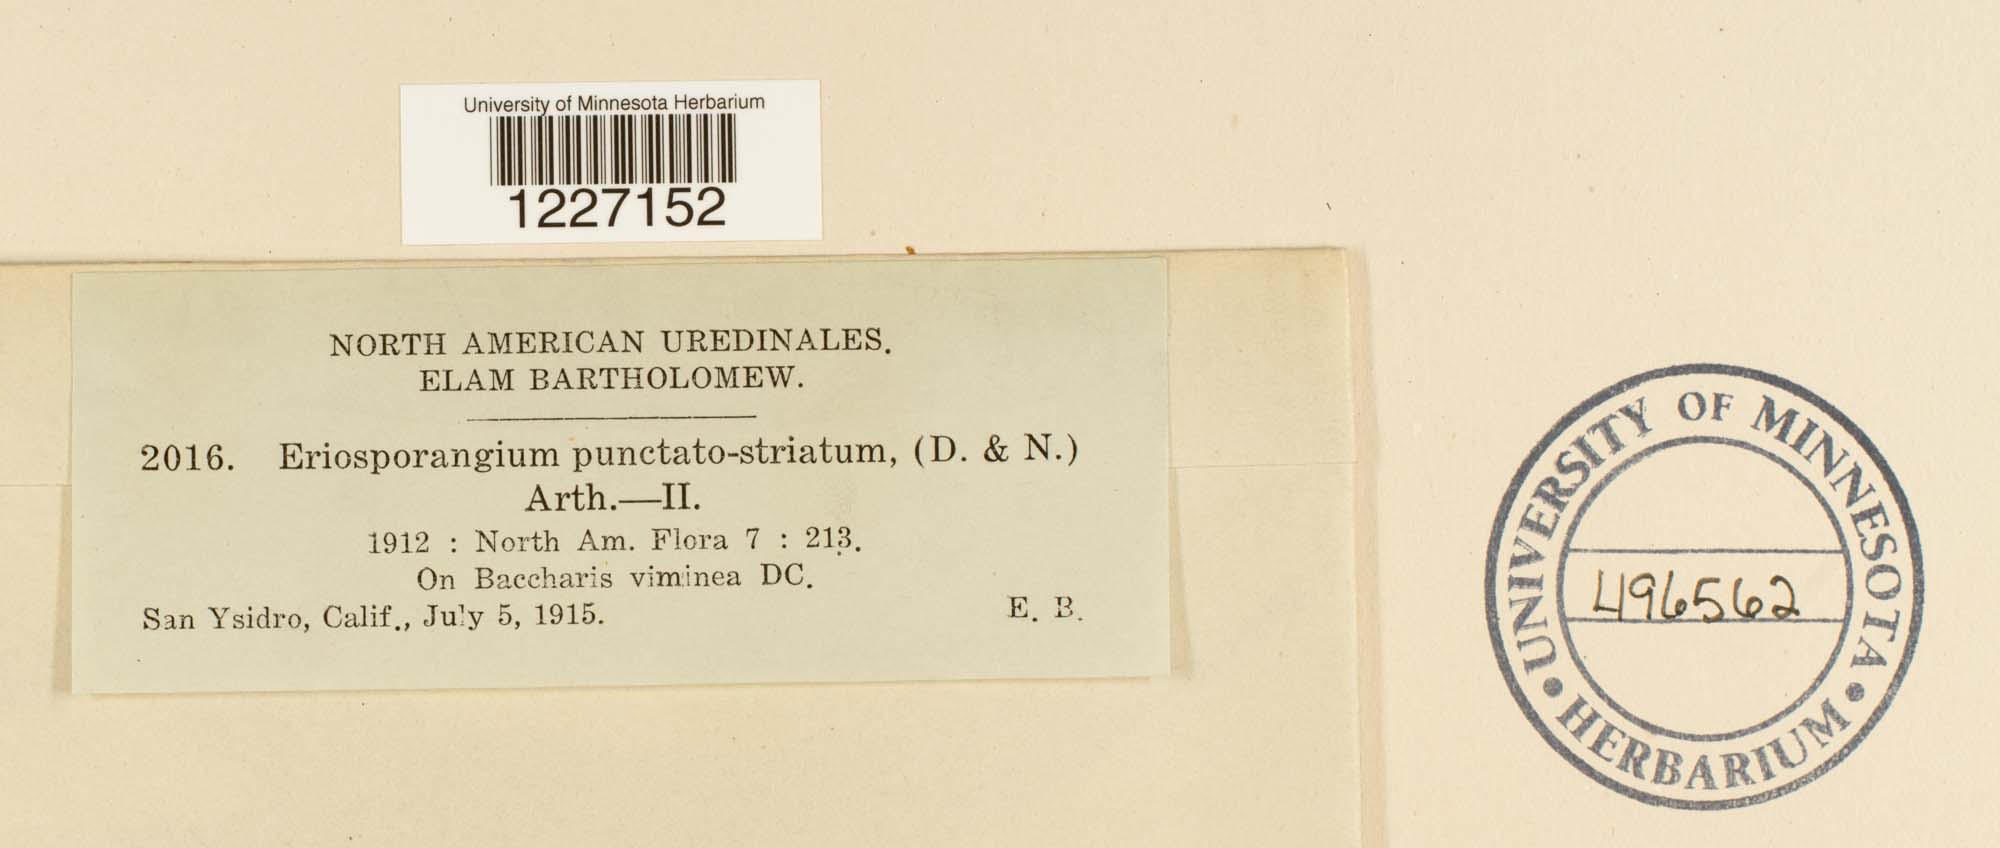 University of Minnesota Herbarium
1227152
NORTH AMERICAN UREDINALES.
ELAM BARTHOLOMEW.
2016. Eriosporangium punctato-striatum, (D. & N.)
Arth.—II.
1912 : North Am. Flora 7 : 213.
On Baccharis viminea DC.
San Ysidro, Calif., July 5, 1915. E. B.
UNIVERSITY OF MINNESOTA
496562
• HERBARIUM •